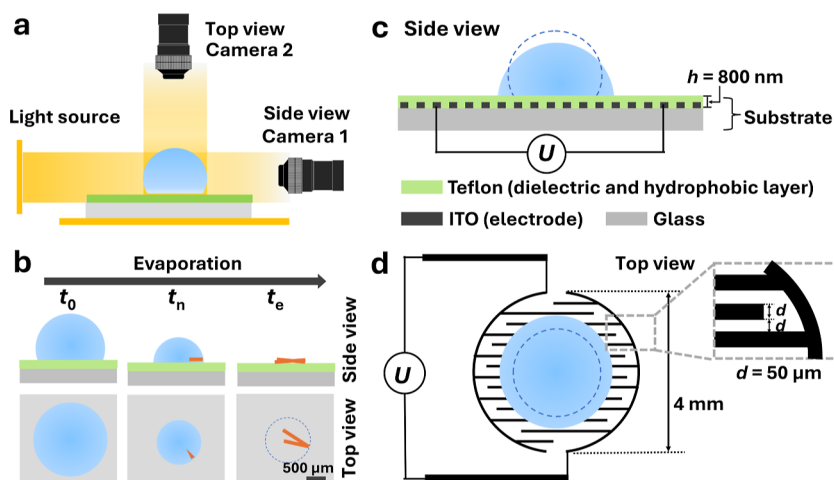 a
Top view
Camera 2
Light source
Side view
Camera 1
b
Evaporation
t0
tn
te
Side view
Top view
500 µm
c
Side view
h = 800 nm
Substrate
U
Teflon (dielectric and hydrophobic layer)
ITO (electrode)
Glass
d
Top view
U
4 mm
d
d
d = 50 µm